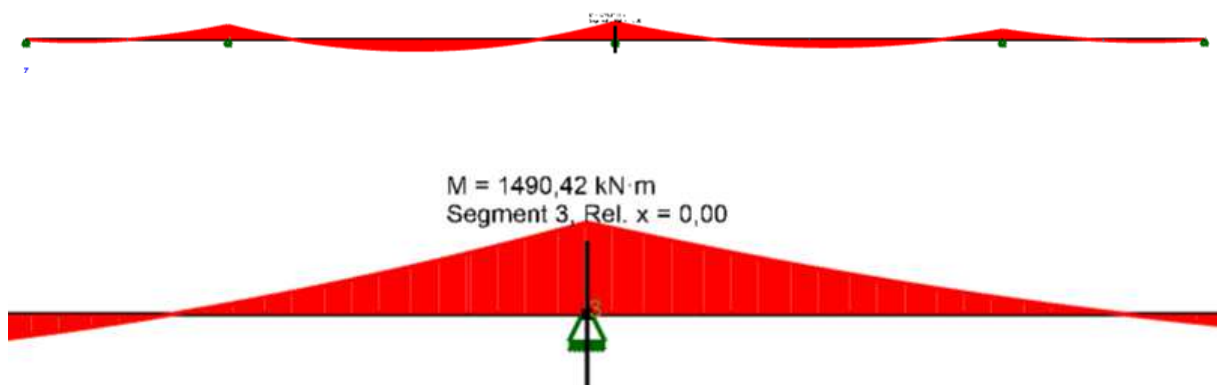 M = 1490,42 kN·m
Segment 3, Rel. x = 0,00